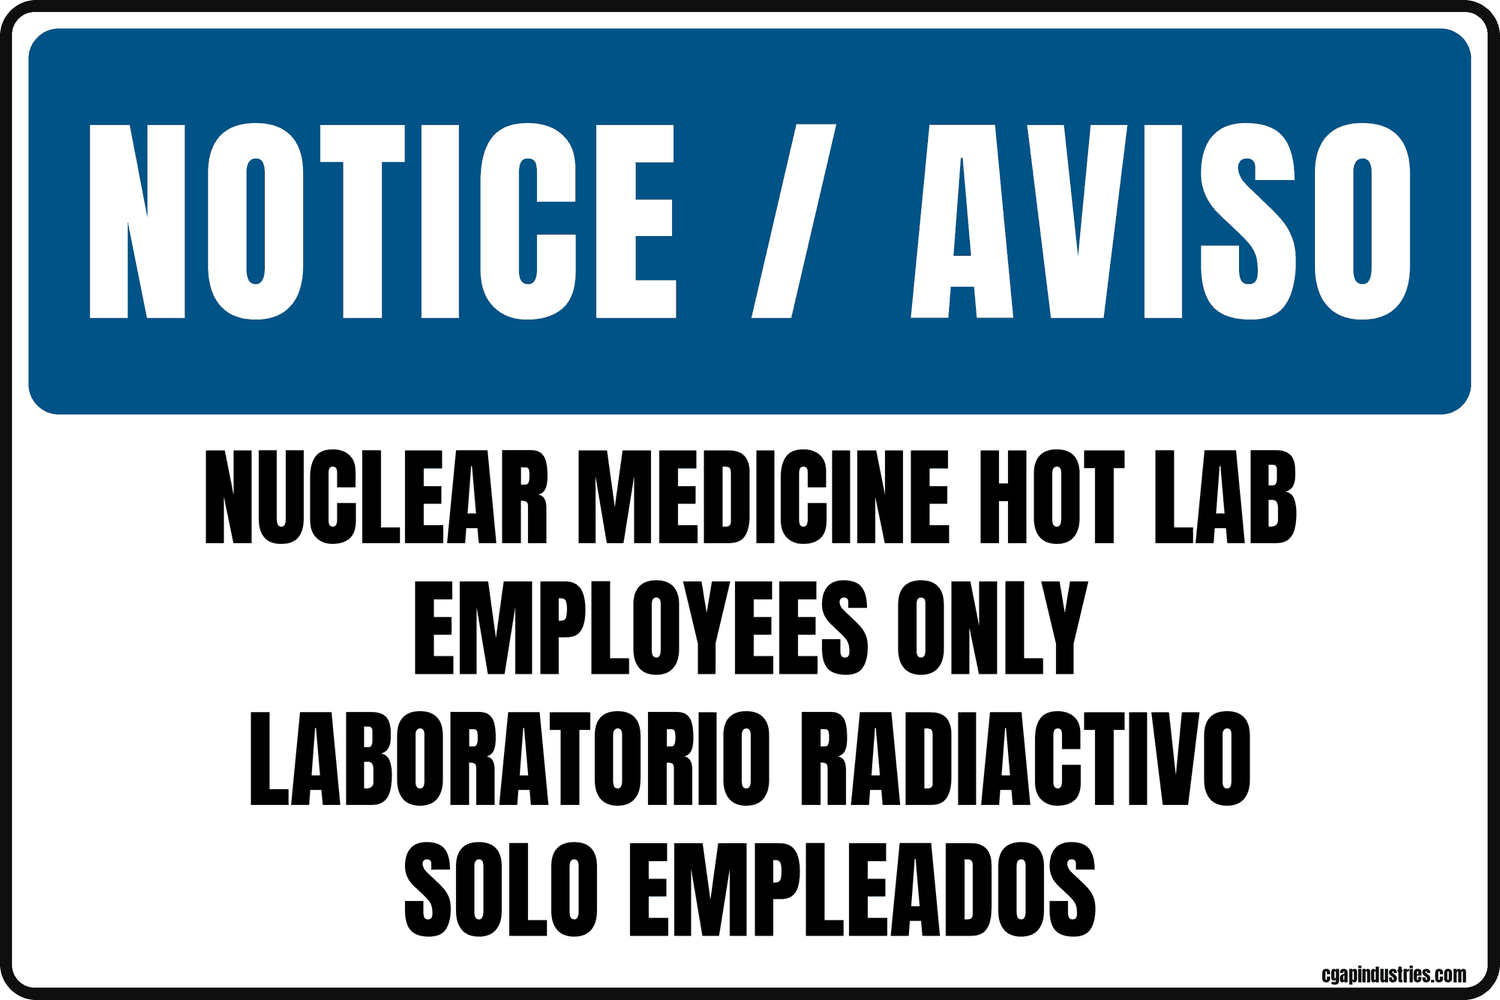 NOTICE / AVISO
NUCLEAR MEDICINE HOT LAB
EMPLOYEES ONLY
LABORATORIO RADIACTIVO
SOLO EMPLEADOS
cgapindustries.com